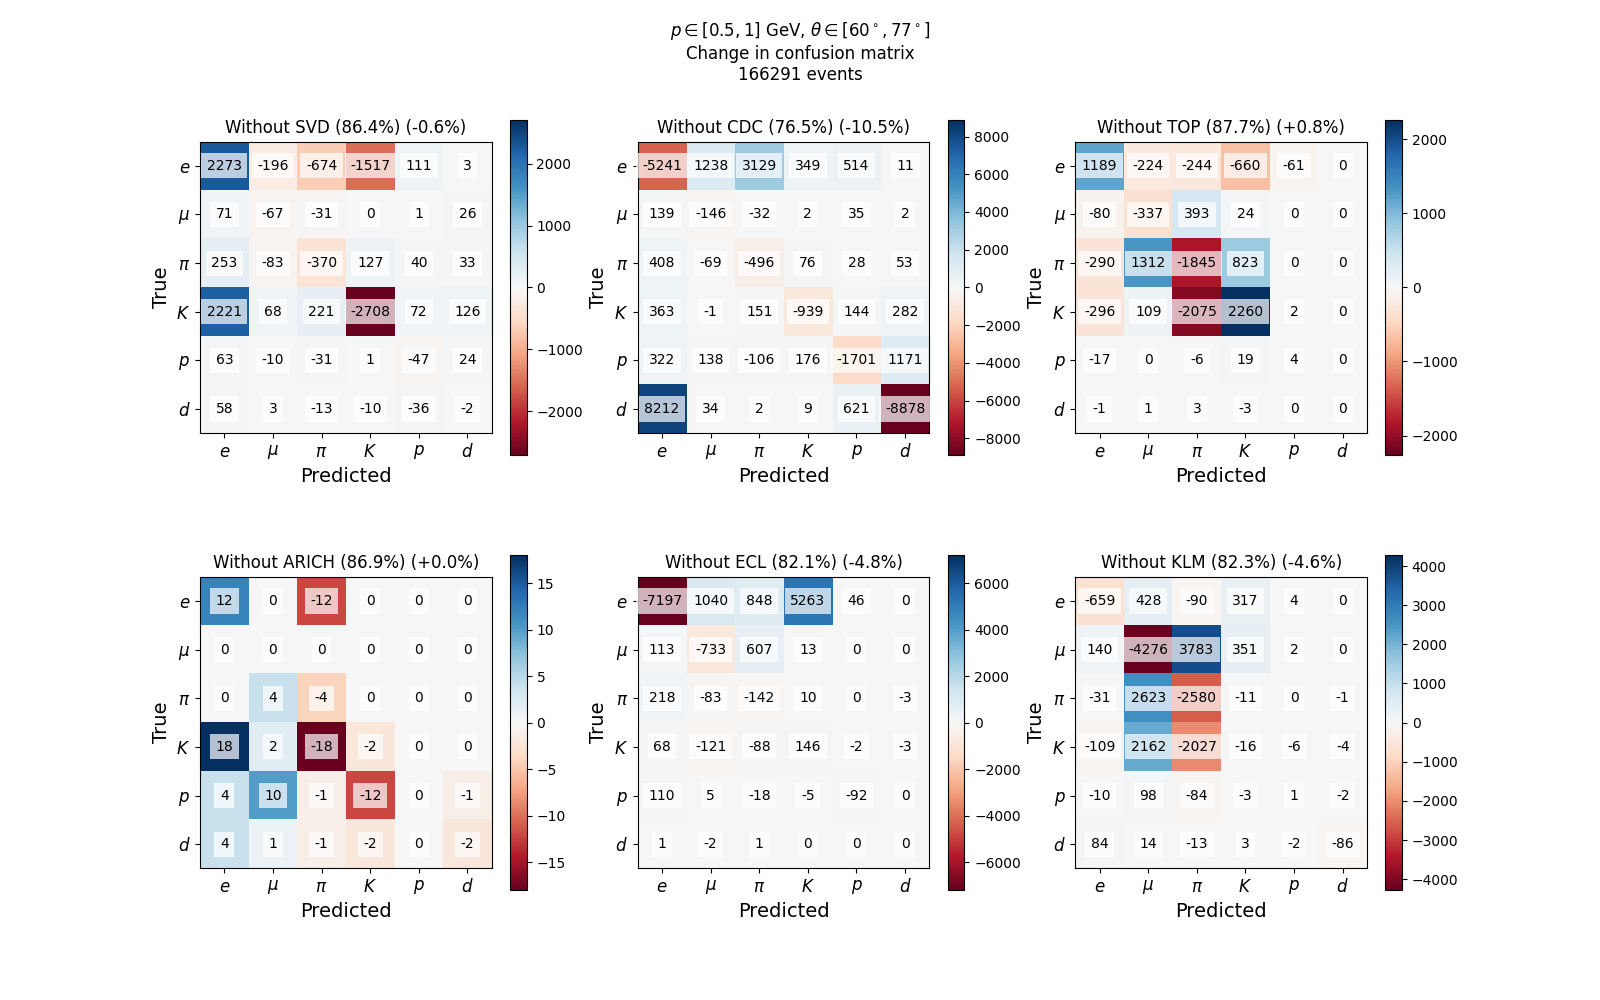 p ∈ [0.5, 1] GeV, θ ∈ [60°, 77°]
Change in confusion matrix
166291 events
Without SVD (86.4%) (-0.6%)
e 2273 -196 -674 -1517 111 3
μ 71 -67 -31 0 1 26
π 253 -83 -370 127 40 33
K 2221 68 221 -2708 72 126
p 63 -10 -31 1 -47 24
d 58 3 -13 -10 -36 -2
e μ π K p d
Predicted
True
2000
1000
0
−1000
−2000
Without CDC (76.5%) (-10.5%)
e -5241 1238 3129 349 514 11
μ 139 -146 -32 2 35 2
π 408 -69 -496 76 28 53
K 363 -1 151 -939 144 282
p 322 138 -106 176 -1701 1171
d 8212 34 2 9 621 -8878
e μ π K p d
Predicted
True
8000
6000
4000
2000
0
−2000
−4000
−6000
−8000
Without TOP (87.7%) (+0.8%)
e 1189 -224 -244 -660 -61 0
μ -80 -337 393 24 0 0
π -290 1312 -1845 823 0 0
K -296 109 -2075 2260 2 0
p -17 0 -6 19 4 0
d -1 1 3 -3 0 0
e μ π K p d
Predicted
True
2000
1000
0
−1000
−2000
Without ARICH (86.9%) (+0.0%)
e 12 0 -12 0 0 0
μ 0 0 0 0 0 0
π 0 4 -4 0 0 0
K 18 2 -18 -2 0 0
p 4 10 -1 -12 0 -1
d 4 1 -1 -2 0 -2
e μ π K p d
Predicted
True
15
10
5
0
−5
−10
−15
Without ECL (82.1%) (-4.8%)
e -7197 1040 848 5263 46 0
μ 113 -733 607 13 0 0
π 218 -83 -142 10 0 -3
K 68 -121 -88 146 -2 -3
p 110 5 -18 -5 -92 0
d 1 -2 1 0 0 0
e μ π K p d
Predicted
True
6000
4000
2000
0
−2000
−4000
−6000
Without KLM (82.3%) (-4.6%)
e -659 428 -90 317 4 0
μ 140 -4276 3783 351 2 0
π -31 2623 -2580 -11 0 -1
K -109 2162 -2027 -16 -6 -4
p -10 98 -84 -3 1 -2
d 84 14 -13 3 -2 -86
e μ π K p d
Predicted
True
4000
3000
2000
1000
0
−1000
−2000
−3000
−4000